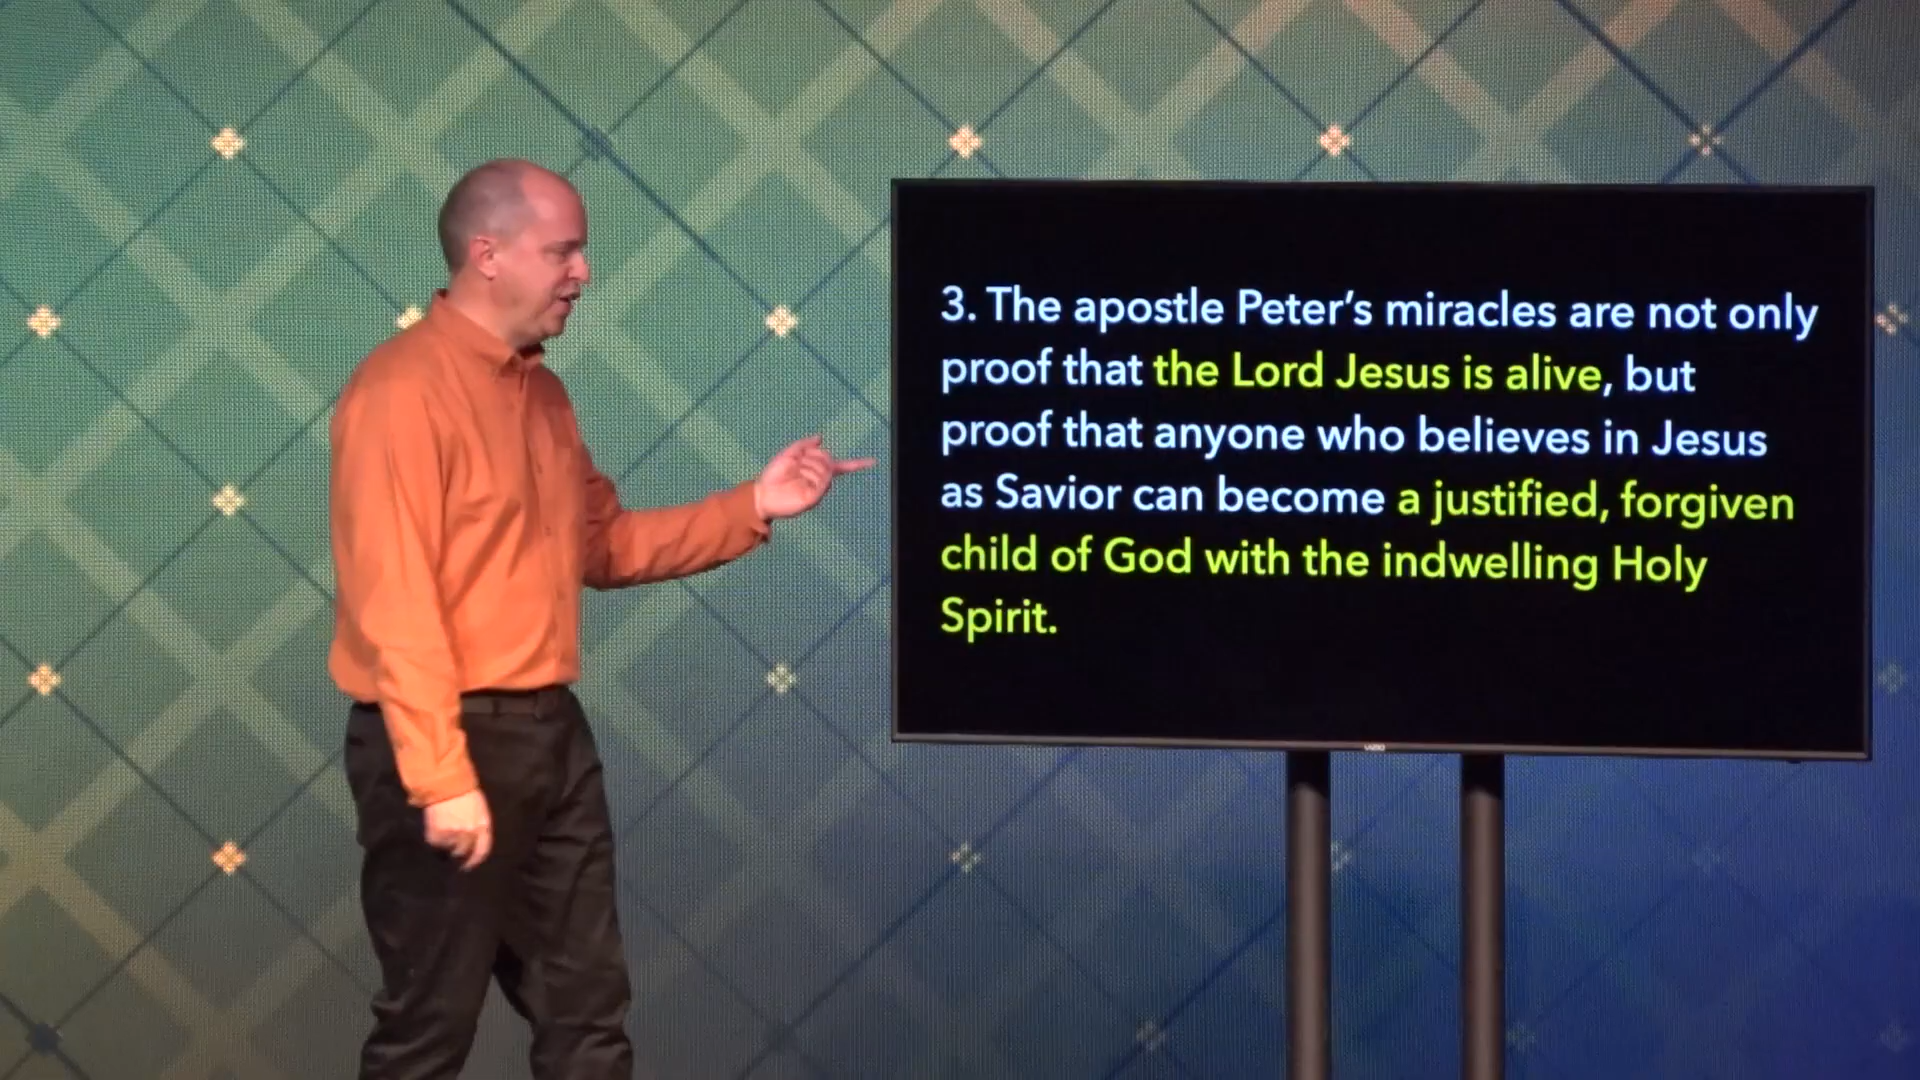 3. The apostle Peter’s miracles are not only
proof that the Lord Jesus is alive, but
proof that anyone who believes in Jesus
as Savior can become a justified, forgiven
child of God with the indwelling Holy
Spirit.
VIZIO